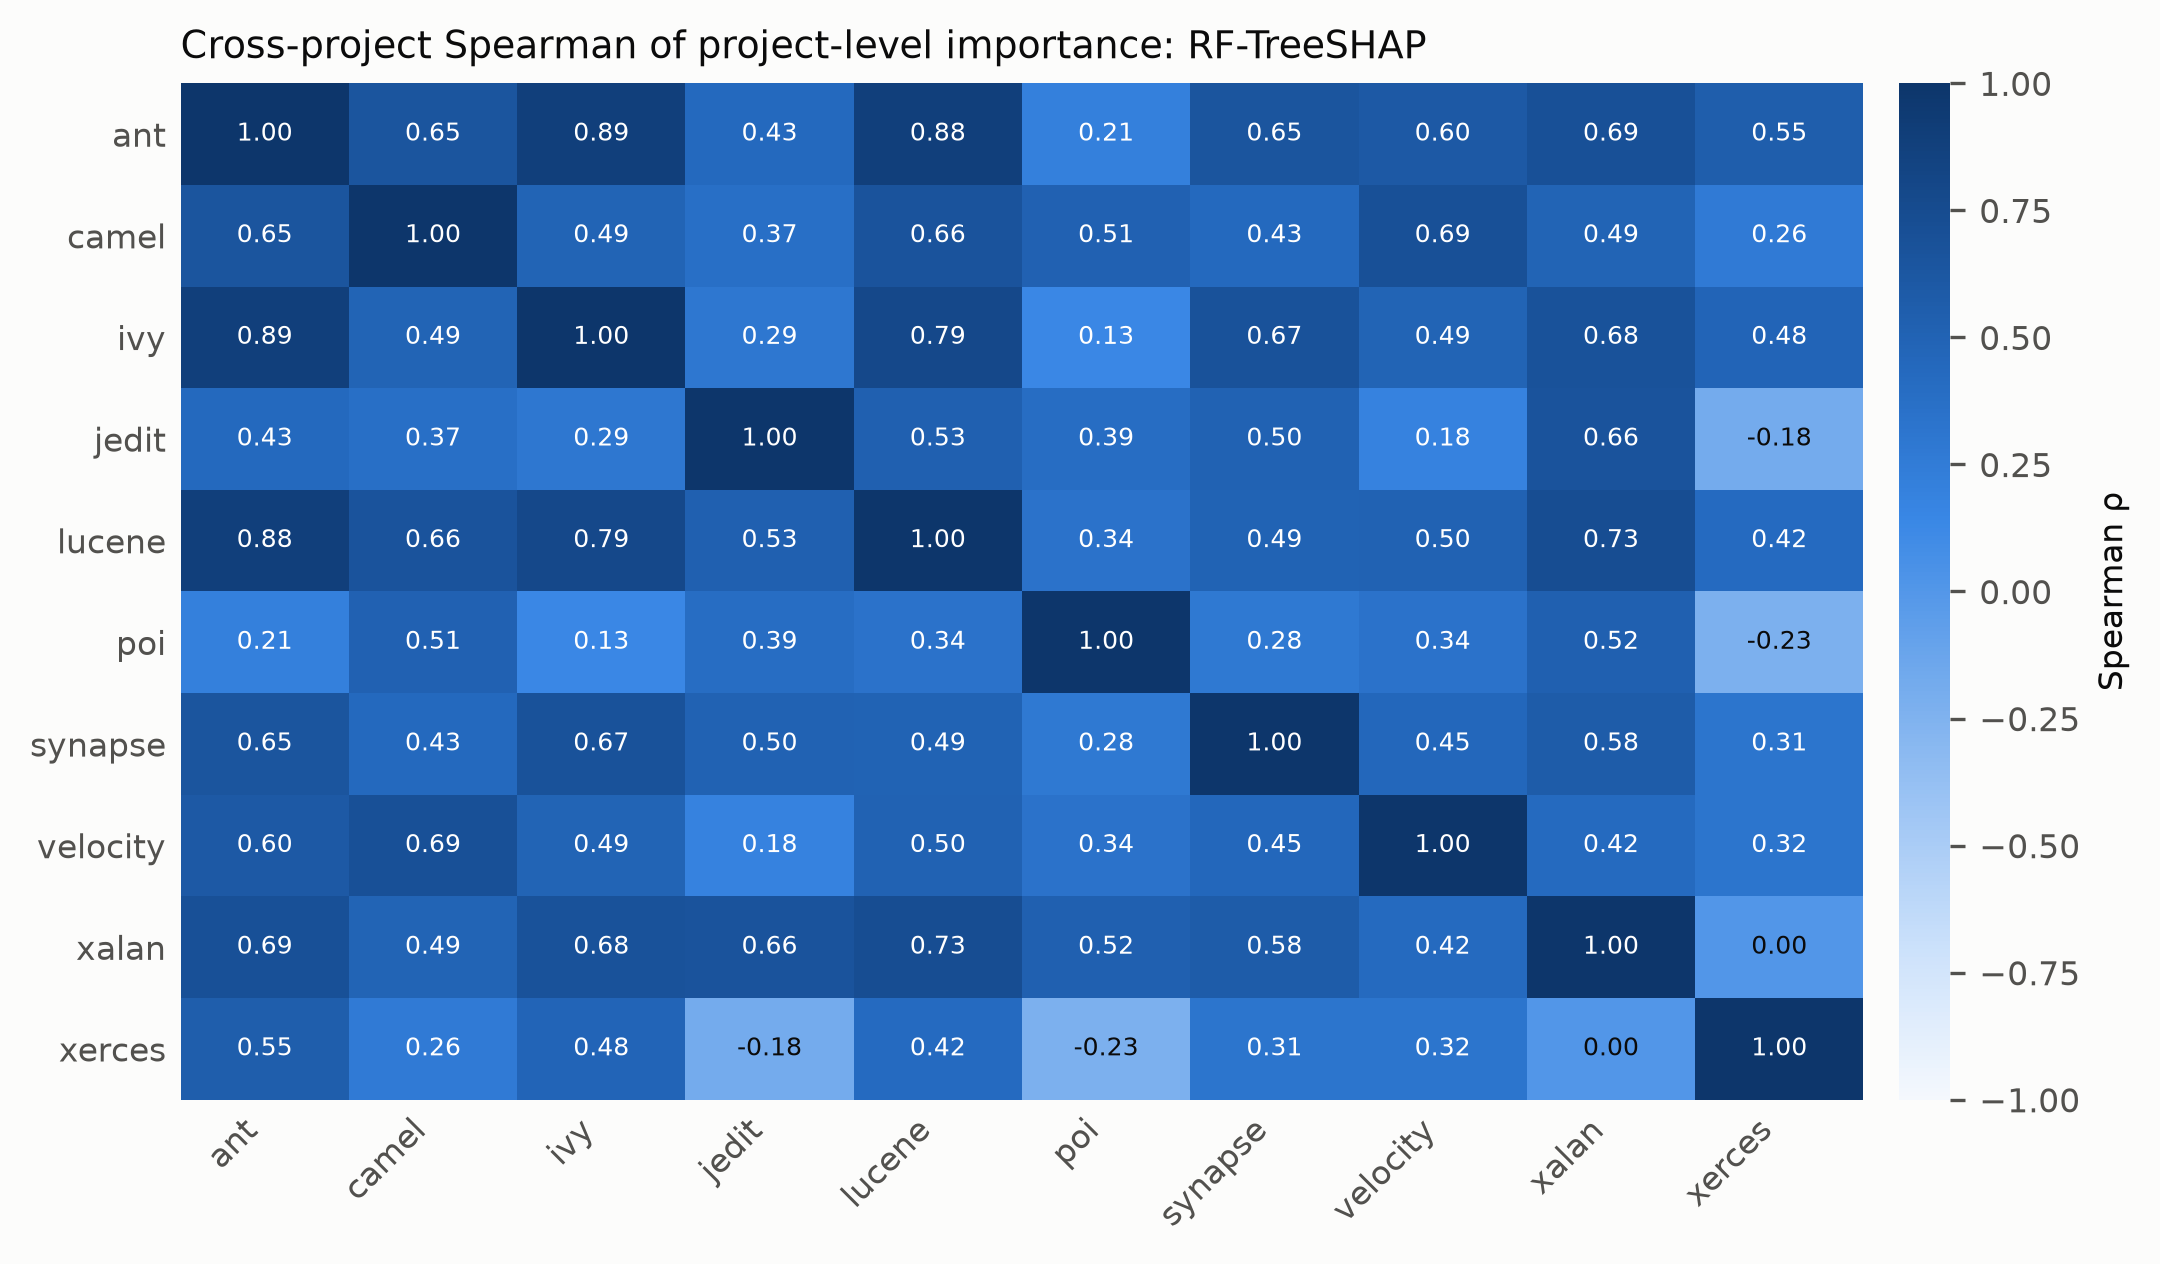 Cross-project Spearman of project-level importance: RF-TreeSHAP
ant 1.00 0.65 0.89 0.43 0.88 0.21 0.65 0.60 0.69 0.55
camel 0.65 1.00 0.49 0.37 0.66 0.51 0.43 0.69 0.49 0.26
ivy 0.89 0.49 1.00 0.29 0.79 0.13 0.67 0.49 0.68 0.48
jedit 0.43 0.37 0.29 1.00 0.53 0.39 0.50 0.18 0.66 -0.18
lucene 0.88 0.66 0.79 0.53 1.00 0.34 0.49 0.50 0.73 0.42
poi 0.21 0.51 0.13 0.39 0.34 1.00 0.28 0.34 0.52 -0.23
synapse 0.65 0.43 0.67 0.50 0.49 0.28 1.00 0.45 0.58 0.31
velocity 0.60 0.69 0.49 0.18 0.50 0.34 0.45 1.00 0.42 0.32
xalan 0.69 0.49 0.68 0.66 0.73 0.52 0.58 0.42 1.00 0.00
xerces 0.55 0.26 0.48 -0.18 0.42 -0.23 0.31 0.32 0.00 1.00
ant camel ivy jedit lucene poi synapse velocity xalan xerces
1.00
0.75
0.50
0.25
0.00
−0.25
−0.50
−0.75
−1.00
Spearman ρ